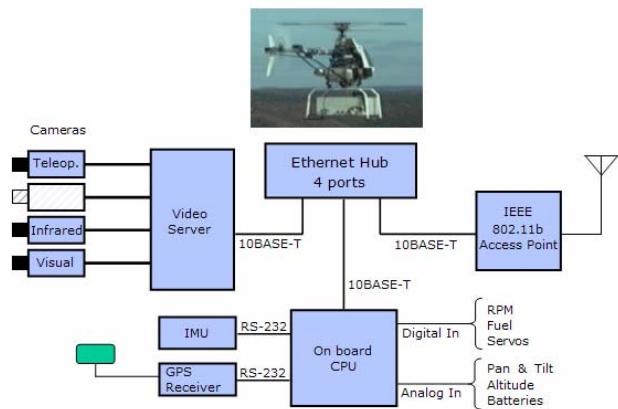 Cameras
Teleop.
Infrared
Visual
Video
Server
Ethernet Hub
4 ports
IEEE
802.11b
Access Point
10BASE-T
10BASE-T
10BASE-T
IMU
RS-232
GPS
Receiver
RS-232
On board
CPU
Digital In
RPM
Fuel
Servos
Analog In
Pan & Tilt
Altitude
Batteries